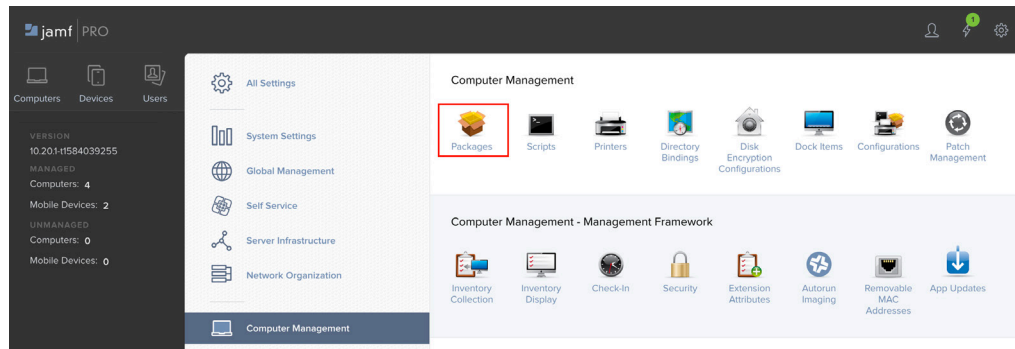 jamf PRO
1
Computers Devices Users
VERSION
10.20.1-t1584039255
MANAGED
Computers: 4
Mobile Devices: 2
UNMANAGED
Computers: 0
Mobile Devices: 0
All Settings
System Settings
Global Management
Self Service
Server Infrastructure
Network Organization
Computer Management
Computer Management
Packages
Scripts
Printers
Directory
Bindings
Disk
Encryption
Configurations
Dock Items
Configurations
Patch
Management
Computer Management - Management Framework
Inventory
Collection
Inventory
Display
Check-In
Security
Extension
Attributes
Autorun
Imaging
Removable
MAC
Addresses
App Updates